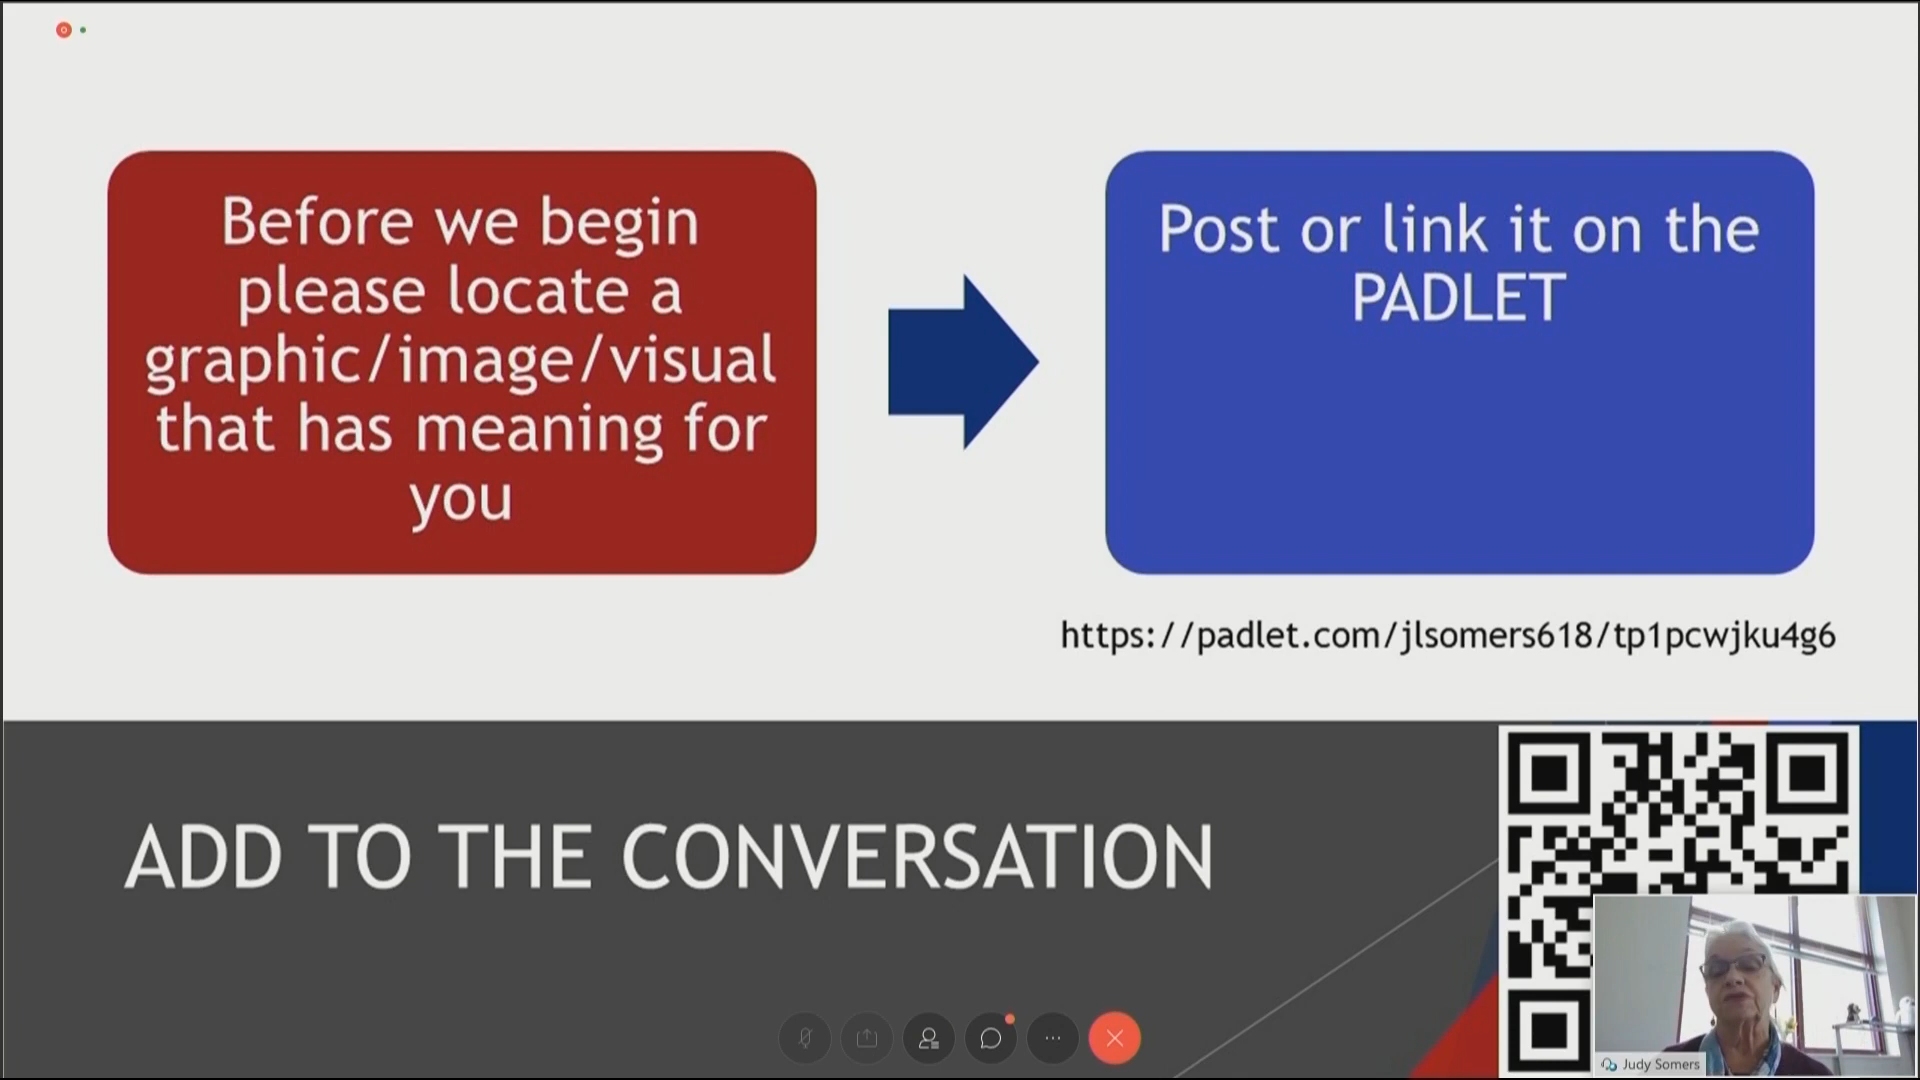 Before we begin
please locate a
graphic/image/visual
that has meaning for
you
Post or link it on the
PADLET
https://padlet.com/jlsomers618/tp1pcwjku4g6
ADD TO THE CONVERSATION
Judy Somers